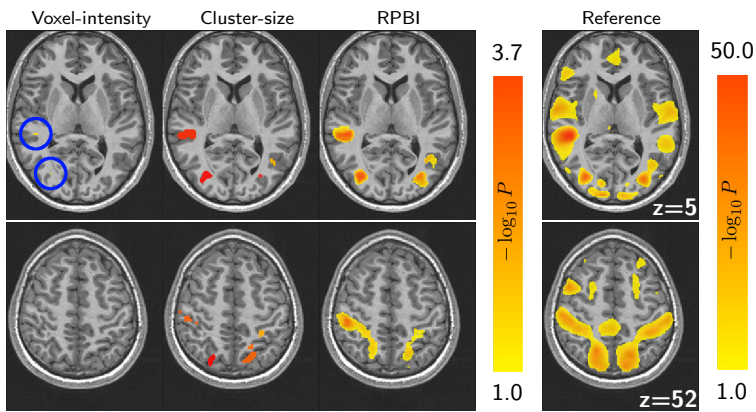 Voxel-intensity Cluster-size RPBI Reference
3.7
50.0
− log₁₀ P
− log₁₀ P
z=5
1.0
1.0
z=52